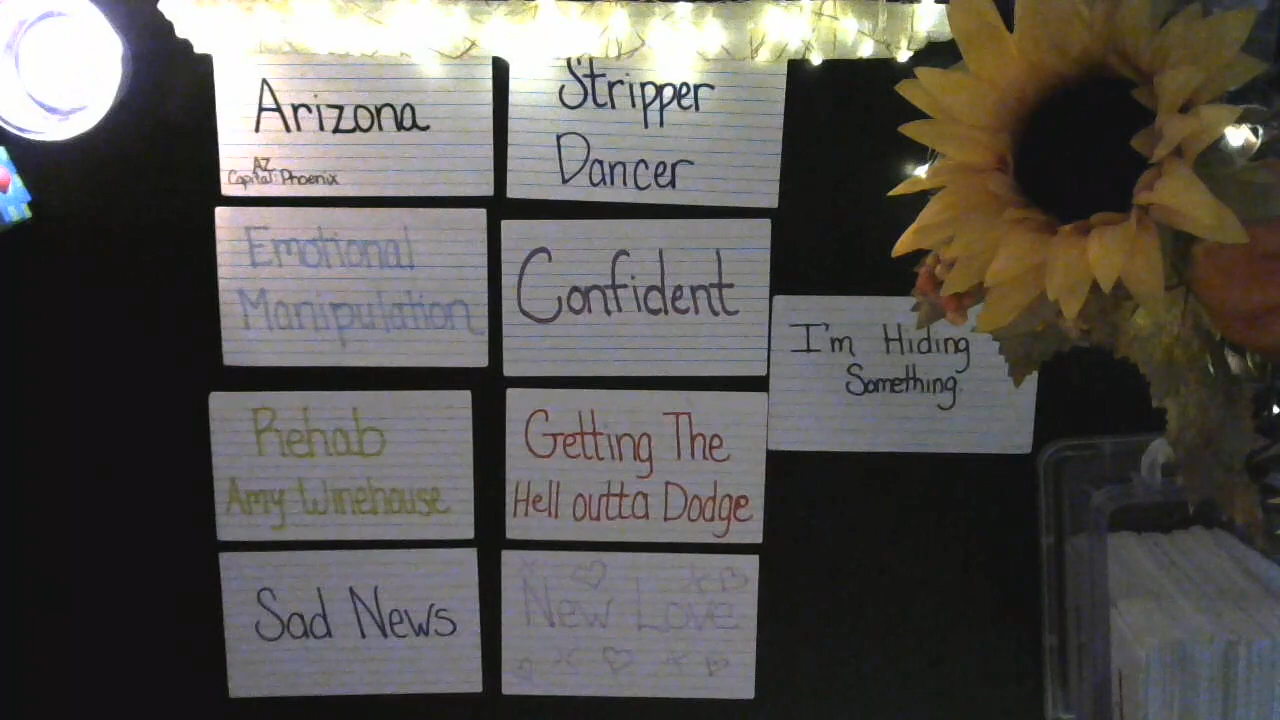 Arizona
AZ
Capital: Phoenix
Stripper
Dancer
Emotional
Manipulation
Confident
I'm Hiding
Something
Rehab
Amy Winehouse
Getting The
Hell outta Dodge
Sad News
New Love